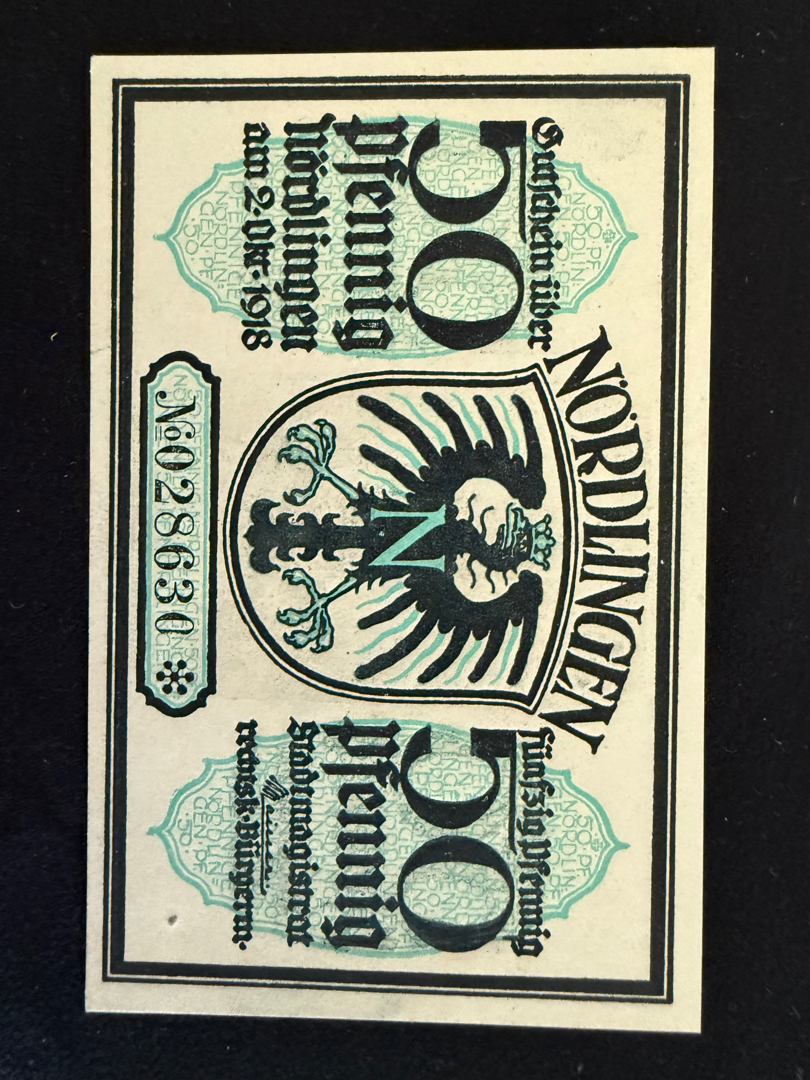 NÖRDLINGEN
Gutschein über
50
Pfennig
Nördlingen
am 2. Okt. 1918
N
No 028630
Fünfzig Pfennig
50
Pfennig
Stadtmagistrat
rechtsk. Bürgerm.